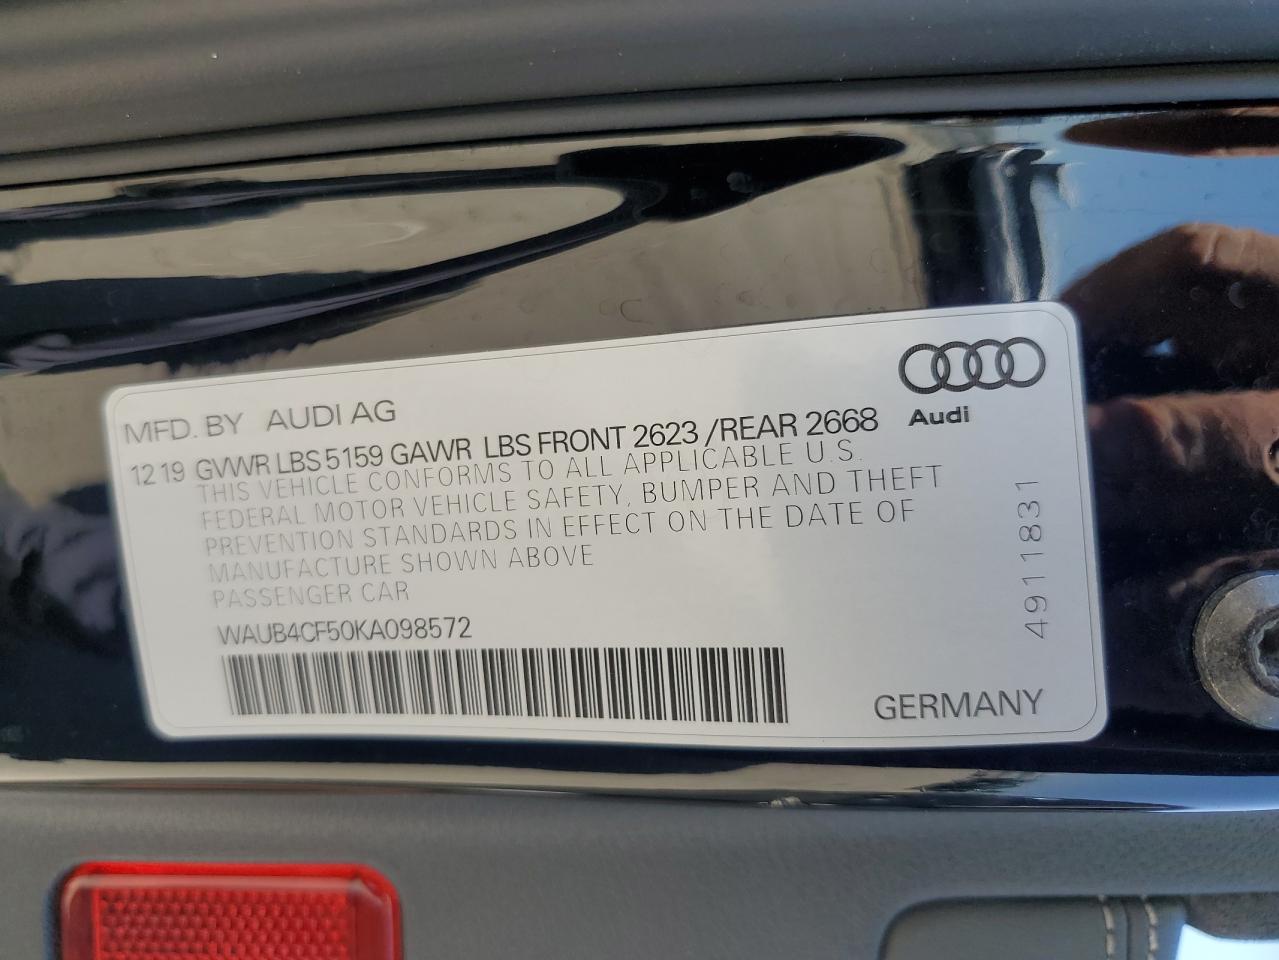 MFD. BY AUDI AG
Audi
12 19 GVWR LBS 5159 GAWR LBS FRONT 2623 /REAR 2668
THIS VEHICLE CONFORMS TO ALL APPLICABLE U.S.
FEDERAL MOTOR VEHICLE SAFETY, BUMPER AND THEFT
PREVENTION STANDARDS IN EFFECT ON THE DATE OF
MANUFACTURE SHOWN ABOVE
PASSENGER CAR
WAUB4CF50KA098572
4911831
GERMANY